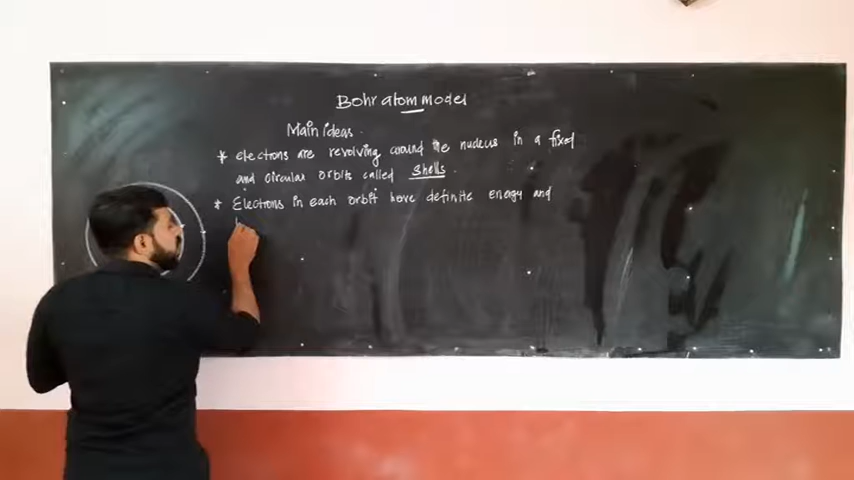 Bohr atom model
Main ideas.
* electrons are revolving around the nucleus in a fixed
and circular orbits called shells.
* Electrons in each orbit have definite energy and